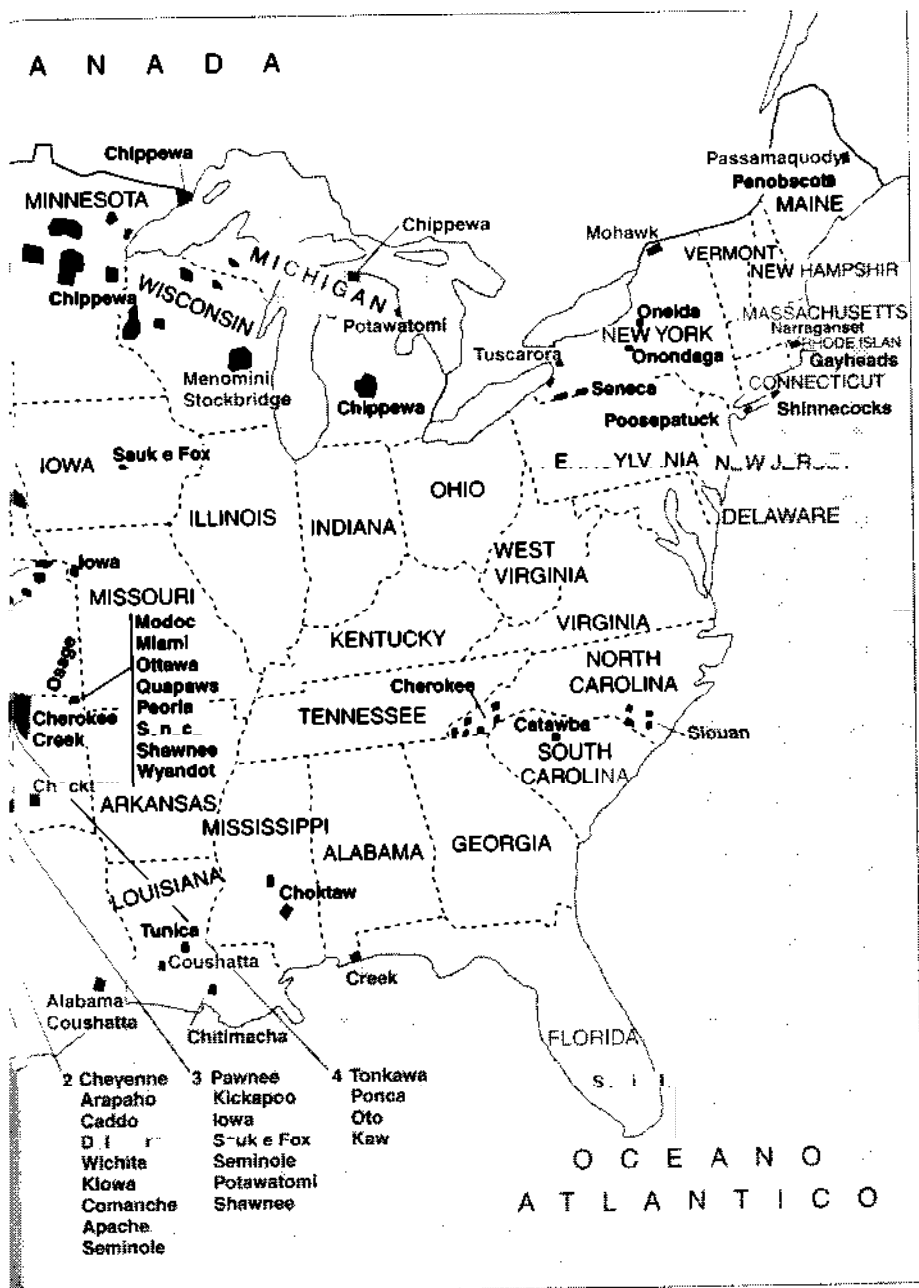 A N A D A
Chippewa
MINNESOTA
Chippewa
WISCONSIN
MICHIGAN
Chippewa
Potawatomi
Menomini
Stockbridge
Chippewa
Passamaquody
Penobscots
MAINE
Mohawk
VERMONT
NEW HAMPSHIR
MASSACHUSETTS
Oneida
NEW YORK
Onondaga
Narraganset
RHODE ISLAN
Gayheads
Tuscarora
CONNECTICUT
Seneca
Poosepatuck
Shinnecocks
IOWA
Sauk e Fox
ILLINOIS
INDIANA
OHIO
DELAWARE
WEST
VIRGINIA
Iowa
MISSOURI
KENTUCKY
VIRGINIA
Osage
Modoc
Miami
Ottawa
Quapaws
Peoria
Shawnee
Wyandot
Cherokee
Creek
NORTH
CAROLINA
Cherokee
TENNESSEE
Catawba
Siouan
SOUTH
CAROLINA
ARKANSAS
MISSISSIPPI
ALABAMA
GEORGIA
LOUISIANA
Choktaw
Tunica
Coushatta
Creek
Alabama
Coushatta
Chitimacha
FLORIDA
2 Cheyenne
Arapaho
Caddo
Wichita
Kiowa
Comanche
Apache
Seminole
3 Pawnee
Kickapoo
Iowa
Sauk e Fox
Seminole
Potawatomi
Shawnee
4 Tonkawa
Ponca
Oto
Kaw
OCEANO
ATLANTICO